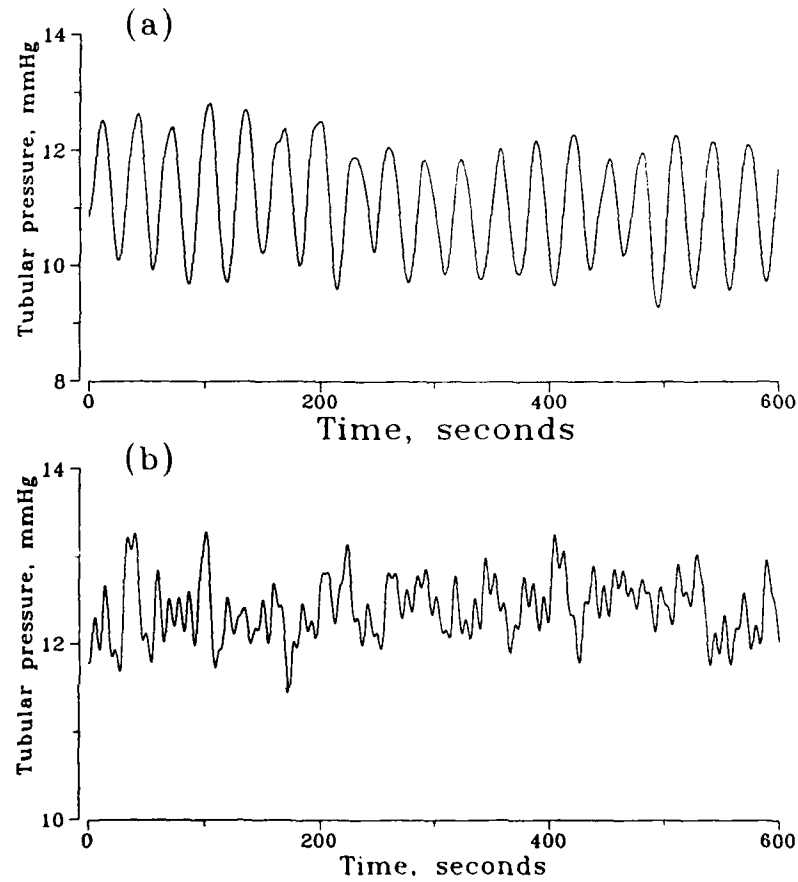 (a)
Tubular pressure, mmHg
14
12
10
8
0 200 400 600
Time, seconds
(b)
Tubular pressure, mmHg
14
12
10
0 200 400 600
Time, seconds